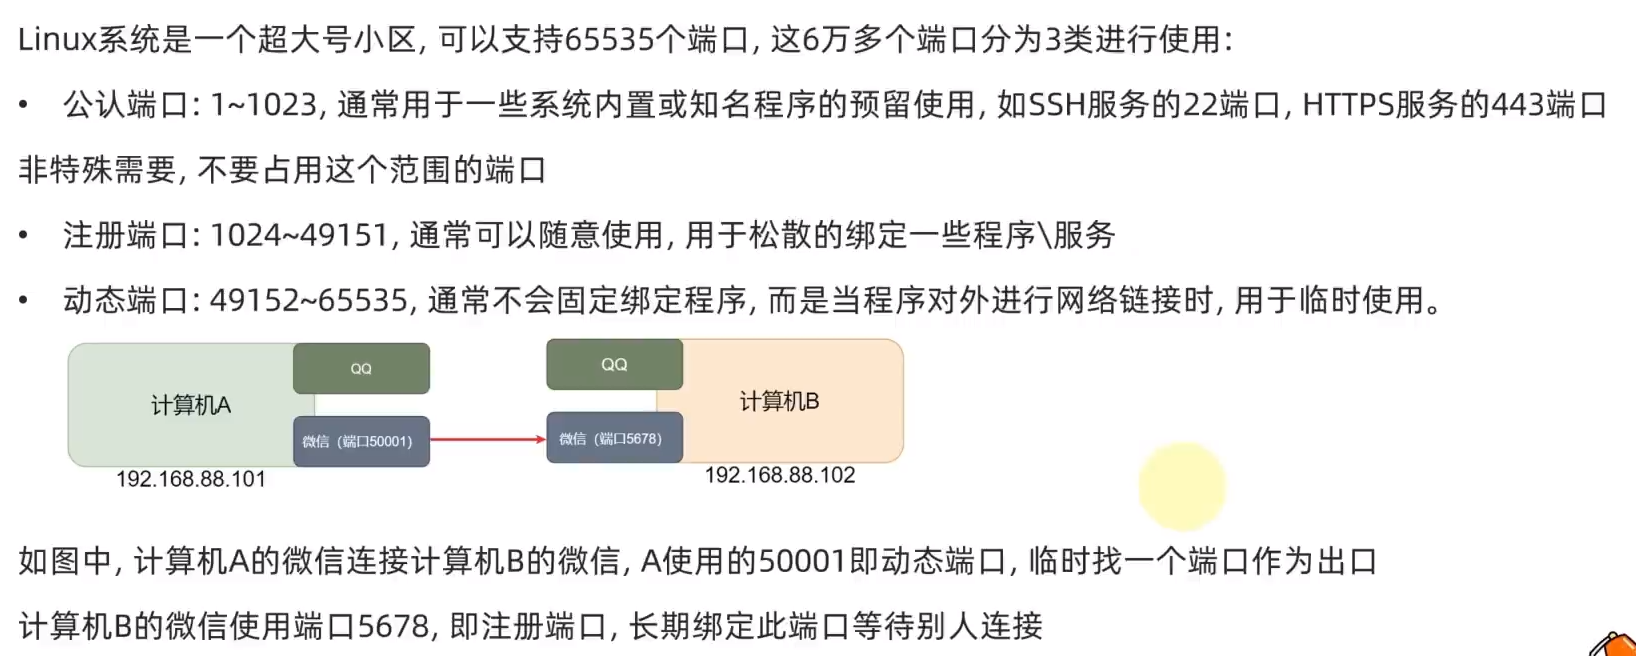 Linux系统是一个超大号小区, 可以支持65535个端口, 这6万多个端口分为3类进行使用:
• 公认端口: 1~1023, 通常用于一些系统内置或知名程序的预留使用, 如SSH服务的22端口, HTTPS服务的443端口
非特殊需要, 不要占用这个范围的端口
• 注册端口: 1024~49151, 通常可以随意使用, 用于松散的绑定一些程序\服务
• 动态端口: 49152~65535, 通常不会固定绑定程序, 而是当程序对外进行网络链接时, 用于临时使用。
QQ
计算机A
微信（端口50001）
192.168.88.101
QQ
计算机B
微信（端口5678）
192.168.88.102
如图中, 计算机A的微信连接计算机B的微信, A使用的50001即动态端口, 临时找一个端口作为出口
计算机B的微信使用端口5678, 即注册端口, 长期绑定此端口等待别人连接